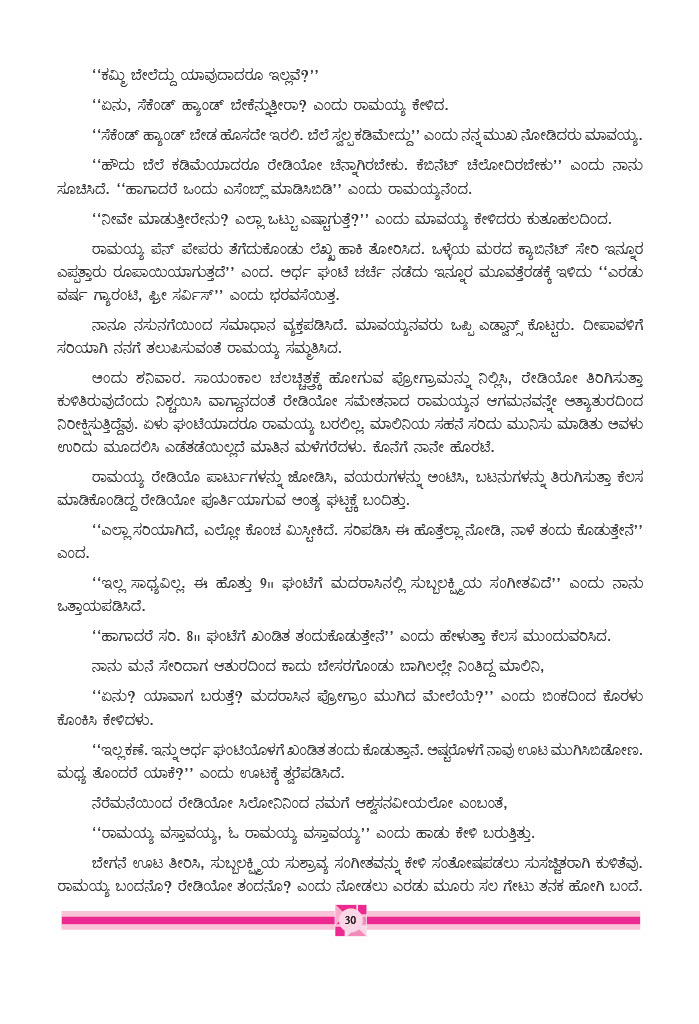 ‘‘ಕಮ್ಮಿ ಬೇಲೆದ್ದು ಯಾವುದಾದರೂ ಇಲ್ಲವೆ?’’
‘‘ಏನು, ಸೆಕೆಂಡ್ ಹ್ಯಾಂಡ್ ಬೇಕೆನ್ನುತ್ತೀರಾ? ಎಂದು ರಾಮಯ್ಯ ಕೇಳಿದ.
‘‘ಸೆಕೆಂಡ್ ಹ್ಯಾಂಡ್ ಬೇಡ ಹೊಸದೇ ಇರಲಿ. ಬೆಲೆ ಸ್ವಲ್ಪ ಕಡಿಮೇದ್ದು’’ ಎಂದು ನನ್ನ ಮುಖ ನೋಡಿದರು ಮಾವಯ್ಯ.
‘‘ಹೌದು ಬೆಲೆ ಕಡಿಮೆಯಾದರೂ ರೇಡಿಯೋ ಚೆನ್ನಾಗಿರಬೇಕು. ಕೆಬಿನೆಟ್ ಚೆಲೋದಿರಬೇಕು’’ ಎಂದು ನಾನು
ಸೂಚಿಸಿದೆ. ‘‘ಹಾಗಾದರೆ ಒಂದು ಎಸೆಂಬ್ಲ್ ಮಾಡಿಸಿಬಿಡಿ’’ ಎಂದು ರಾಮಯ್ಯನೆಂದ.
‘‘ನೀವೇ ಮಾಡುತ್ತೀರೇನು? ಎಲ್ಲಾ ಒಟ್ಟು ಎಷ್ಟಾಗುತ್ತೆ?’’ ಎಂದು ಮಾವಯ್ಯ ಕೇಳಿದರು ಕುತೂಹಲದಿಂದ.
ರಾಮಯ್ಯ ಪೆನ್ ಪೇಪರು ತೆಗೆದುಕೊಂಡು ಲೆಖ್ಖ ಹಾಕಿ ತೋರಿಸಿದ. ಒಳ್ಳೆಯ ಮರದ ಕ್ಯಾಬಿನೆಟ್ ಸೇರಿ ಇನ್ನೂರ
ಎಪ್ಪತ್ತಾರು ರೂಪಾಯಿಯಾಗುತ್ತದೆ’’ ಎಂದ. ಅರ್ಧ ಘಂಟೆ ಚರ್ಚೆ ನಡೆದು ಇನ್ನೂರ ಮೂವತ್ತೆರಡಕ್ಕೆ ಇಳಿದು ‘‘ಎರಡು
ವರ್ಷ ಗ್ಯಾರಂಟಿ, ಫ್ರೀ ಸರ್ವಿಸ್’’ ಎಂದು ಭರವಸೆಯಿತ್ತ.
ನಾನೂ ನಸುನಗೆಯಿಂದ ಸಮಾಧಾನ ವ್ಯಕ್ತಪಡಿಸಿದೆ. ಮಾವಯ್ಯನವರು ಒಪ್ಪಿ ಎಡ್ವಾನ್ಸ್ ಕೊಟ್ಟರು. ದೀಪಾವಳಿಗೆ
ಸರಿಯಾಗಿ ನನಗೆ ತಲುಪಿಸುವಂತೆ ರಾಮಯ್ಯ ಸಮ್ಮತಿಸಿದ.
ಅಂದು ಶನಿವಾರ. ಸಾಯಂಕಾಲ ಚಲಚ್ಚಿತ್ರಕ್ಕೆ ಹೋಗುವ ಪ್ರೋಗ್ರಾಮನ್ನು ನಿಲ್ಲಿಸಿ, ರೇಡಿಯೋ ತಿರಿಗಿಸುತ್ತಾ
ಕುಳಿತಿರುವುದೆಂದು ನಿಶ್ಚಯಿಸಿ ವಾಗ್ದಾನದಂತೆ ರೇಡಿಯೋ ಸಮೇತನಾದ ರಾಮಯ್ಯನ ಆಗಮನವನ್ನೇ ಅತ್ಯಾತುರದಿಂದ
ನಿರೀಕ್ಷಿಸುತ್ತಿದ್ದೆವು. ಏಳು ಘಂಟೆಯಾದರೂ ರಾಮಯ್ಯ ಬರಲಿಲ್ಲ. ಮಾಲಿನಿಯ ಸಹನೆ ಸರಿದು ಮುನಿಸು ಮಾಡಿತು ಅವಳು
ಉರಿದು ಮೂದಲಿಸಿ ಎಡೆತಡೆಯಿಲ್ಲದೆ ಮಾತಿನ ಮಳೆಗರೆದಳು. ಕೊನೆಗೆ ನಾನೇ ಹೊರಟೆ.
ರಾಮಯ್ಯ ರೇಡಿಯೊ ಪಾರ್ಟುಗಳನ್ನು ಜೋಡಿಸಿ, ವಯರುಗಳನ್ನು ಅಂಟಿಸಿ, ಬಟನುಗಳನ್ನು ತಿರುಗಿಸುತ್ತಾ ಕೆಲಸ
ಮಾಡಿಕೊಂಡಿದ್ದ ರೇಡಿಯೋ ಪೂರ್ತಿಯಾಗುವ ಅಂತ್ಯ ಘಟ್ಟಕ್ಕೆ ಬಂದಿತ್ತು.
‘‘ಎಲ್ಲಾ ಸರಿಯಾಗಿದೆ, ಎಲ್ಲೋ ಕೊಂಚ ಮಿಸ್ಟೀಕಿದೆ. ಸರಿಪಡಿಸಿ ಈ ಹೊತ್ತೆಲ್ಲಾ ನೋಡಿ, ನಾಳೆ ತಂದು ಕೊಡುತ್ತೇನೆ’’
ಎಂದ.
‘‘ಇಲ್ಲ ಸಾಧ್ಯವಿಲ್ಲ. ಈ ಹೊತ್ತು 9॥ ಘಂಟೆಗೆ ಮದರಾಸಿನಲ್ಲಿ ಸುಬ್ಬಲಕ್ಷ್ಮಿಯ ಸಂಗೀತವಿದೆ’’ ಎಂದು ನಾನು
ಒತ್ತಾಯಪಡಿಸಿದೆ.
‘‘ಹಾಗಾದರೆ ಸರಿ. 8॥ ಘಂಟೆಗೆ ಖಂಡಿತ ತಂದುಕೊಡುತ್ತೇನೆ’’ ಎಂದು ಹೇಳುತ್ತಾ ಕೆಲಸ ಮುಂದುವರಿಸಿದ.
ನಾನು ಮನೆ ಸೇರಿದಾಗ ಆತುರದಿಂದ ಕಾದು ಬೇಸರಗೊಂಡು ಬಾಗಿಲಲ್ಲೇ ನಿಂತಿದ್ದ ಮಾಲಿನಿ,
‘‘ಏನು? ಯಾವಾಗ ಬರುತ್ತೆ? ಮದರಾಸಿನ ಪ್ರೋಗ್ರಾಂ ಮುಗಿದ ಮೇಲೆಯೆ?’’ ಎಂದು ಬಿಂಕದಿಂದ ಕೊರಳು
ಕೊಂಕಿಸಿ ಕೇಳಿದಳು.
‘‘ಇಲ್ಲ ಕಣೆ. ಇನ್ನು ಅರ್ಧ ಘಂಟೆಯೊಳಗೆ ಖಂಡಿತ ತಂದು ಕೊಡುತ್ತಾನೆ. ಅಷ್ಟರೊಳಗೆ ನಾವು ಊಟ ಮುಗಿಸಿಬಿಡೋಣ.
ಮಧ್ಯ ತೊಂದರೆ ಯಾಕೆ?’’ ಎಂದು ಊಟಕ್ಕೆ ತ್ವರೆಪಡಿಸಿದೆ.
ನೆರೆಮನೆಯಿಂದ ರೇಡಿಯೋ ಸಿಲೋನಿನಿಂದ ನಮಗೆ ಆಶ್ವಸನವೀಯಲೋ ಎಂಬಂತೆ,
‘‘ರಾಮಯ್ಯ ವಸ್ತಾವಯ್ಯ, ಓ ರಾಮಯ್ಯ ವಸ್ತಾವಯ್ಯ’’ ಎಂದು ಹಾಡು ಕೇಳಿ ಬರುತ್ತಿತ್ತು.
ಬೇಗನೆ ಊಟ ತೀರಿಸಿ, ಸುಬ್ಬಲಕ್ಷ್ಮಿಯ ಸುಶ್ರಾವ್ಯ ಸಂಗೀತವನ್ನು ಕೇಳಿ ಸಂತೋಷಪಡಲು ಸುಸಜ್ಜಿತರಾಗಿ ಕುಳಿತೆವು.
ರಾಮಯ್ಯ ಬಂದನೊ? ರೇಡಿಯೋ ತಂದನೊ? ಎಂದು ನೋಡಲು ಎರಡು ಮೂರು ಸಲ ಗೇಟು ತನಕ ಹೋಗಿ ಬಂದೆ.
30